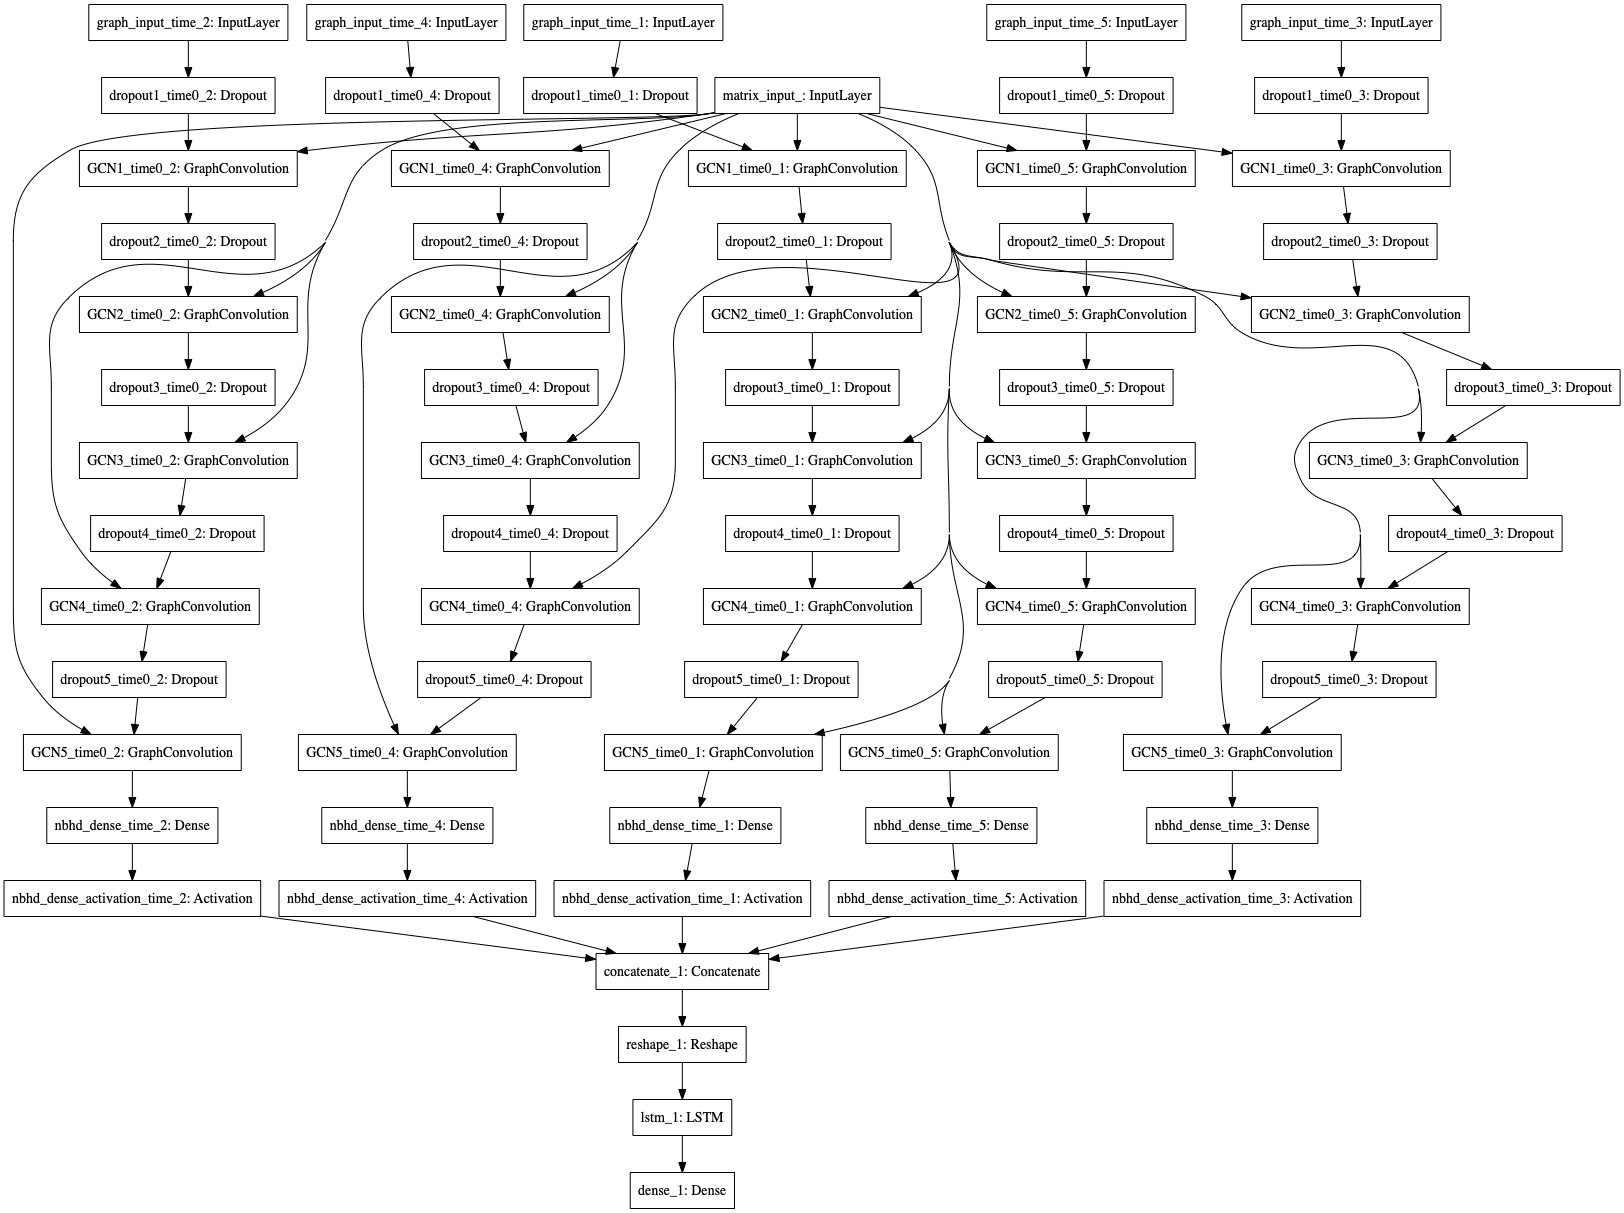 graph_input_time_2: InputLayer
graph_input_time_4: InputLayer
graph_input_time_1: InputLayer
graph_input_time_5: InputLayer
graph_input_time_3: InputLayer
dropout1_time0_2: Dropout
dropout1_time0_4: Dropout
dropout1_time0_1: Dropout
matrix_input_: InputLayer
dropout1_time0_5: Dropout
dropout1_time0_3: Dropout
GCN1_time0_2: GraphConvolution
GCN1_time0_4: GraphConvolution
GCN1_time0_1: GraphConvolution
GCN1_time0_5: GraphConvolution
GCN1_time0_3: GraphConvolution
dropout2_time0_2: Dropout
dropout2_time0_4: Dropout
dropout2_time0_1: Dropout
dropout2_time0_5: Dropout
dropout2_time0_3: Dropout
GCN2_time0_2: GraphConvolution
GCN2_time0_4: GraphConvolution
GCN2_time0_1: GraphConvolution
GCN2_time0_5: GraphConvolution
GCN2_time0_3: GraphConvolution
dropout3_time0_2: Dropout
dropout3_time0_4: Dropout
dropout3_time0_1: Dropout
dropout3_time0_5: Dropout
dropout3_time0_3: Dropout
GCN3_time0_2: GraphConvolution
GCN3_time0_4: GraphConvolution
GCN3_time0_1: GraphConvolution
GCN3_time0_5: GraphConvolution
GCN3_time0_3: GraphConvolution
dropout4_time0_2: Dropout
dropout4_time0_4: Dropout
dropout4_time0_1: Dropout
dropout4_time0_5: Dropout
dropout4_time0_3: Dropout
GCN4_time0_2: GraphConvolution
GCN4_time0_4: GraphConvolution
GCN4_time0_1: GraphConvolution
GCN4_time0_5: GraphConvolution
GCN4_time0_3: GraphConvolution
dropout5_time0_2: Dropout
dropout5_time0_4: Dropout
dropout5_time0_1: Dropout
dropout5_time0_5: Dropout
dropout5_time0_3: Dropout
GCN5_time0_2: GraphConvolution
GCN5_time0_4: GraphConvolution
GCN5_time0_1: GraphConvolution
GCN5_time0_5: GraphConvolution
GCN5_time0_3: GraphConvolution
nbhd_dense_time_2: Dense
nbhd_dense_time_4: Dense
nbhd_dense_time_1: Dense
nbhd_dense_time_5: Dense
nbhd_dense_time_3: Dense
nbhd_dense_activation_time_2: Activation
nbhd_dense_activation_time_4: Activation
nbhd_dense_activation_time_1: Activation
nbhd_dense_activation_time_5: Activation
nbhd_dense_activation_time_3: Activation
concatenate_1: Concatenate
reshape_1: Reshape
lstm_1: LSTM
dense_1: Dense